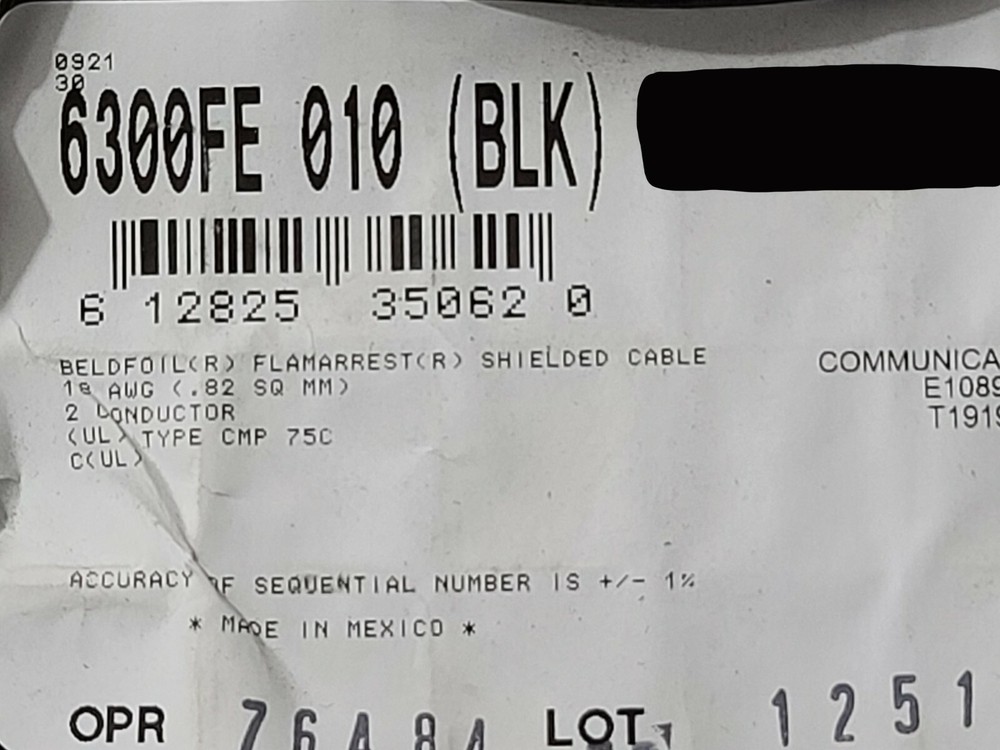 0921
30
6300FE 010 (BLK)
6 12825 35062 0
BELDFOIL(R) FLAMARREST(R) SHIELDED CABLE
18 AWG (.82 SQ MM)
2 CONDUCTOR
(UL) TYPE CMP 75C
C(UL)
COMMUNICA
E1089
T1919
ACCURACY OF SEQUENTIAL NUMBER IS +/- 1%
* MADE IN MEXICO *
OPR 76484 LOT 1251